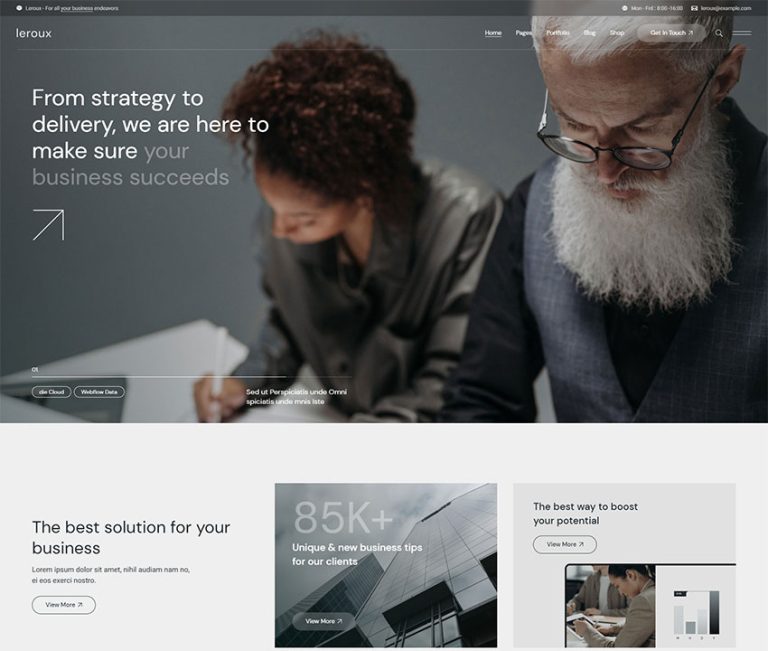 Leroux - For all your business endeavors
Mon - Fri.: 8:00-16:00
leroux@example.com
leroux
Home
Pages
Portfolio
Blog
Shop
Get In Touch
From strategy to
delivery, we are here to
make sure your
business succeeds
01.
Webflow Data
Cloud
Sed ut Perspiciatis unde Omni
spiciatis unde mnis iste
The best solution for your
business
Lorem ipsum dolor sit amet, nihil audiam nam no,
ei eos exerci nostro.
View More
85K+
Unique & new business tips
for our clients
View More
The best way to boost
your potential
View More
M W F S